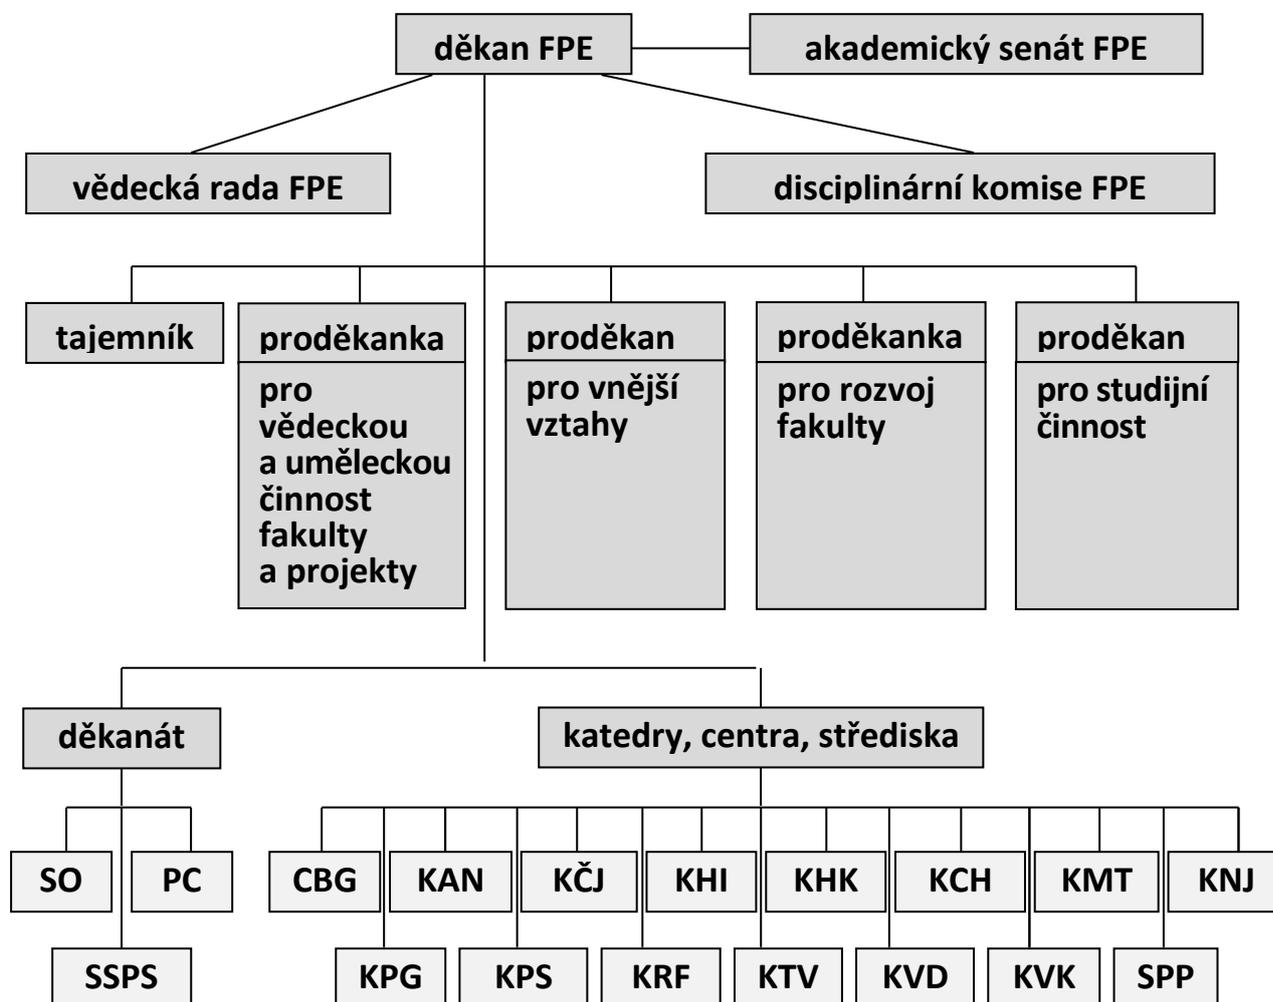 děkan FPE
akademický senát FPE
vědecká rada FPE
disciplinární komise FPE
tajemník
proděkanka
pro
vědeckou
a uměleckou
činnost
fakulty
a projekty
proděkan
pro vnější
vztahy
proděkanka
pro rozvoj
fakulty
proděkan
pro studijní
činnost
děkanát
katedry, centra, střediska
SO
PC
SSPS
CBG
KAN
KČJ
KHI
KHK
KCH
KMT
KNJ
KPG
KPS
KRF
KTV
KVD
KVK
SPP